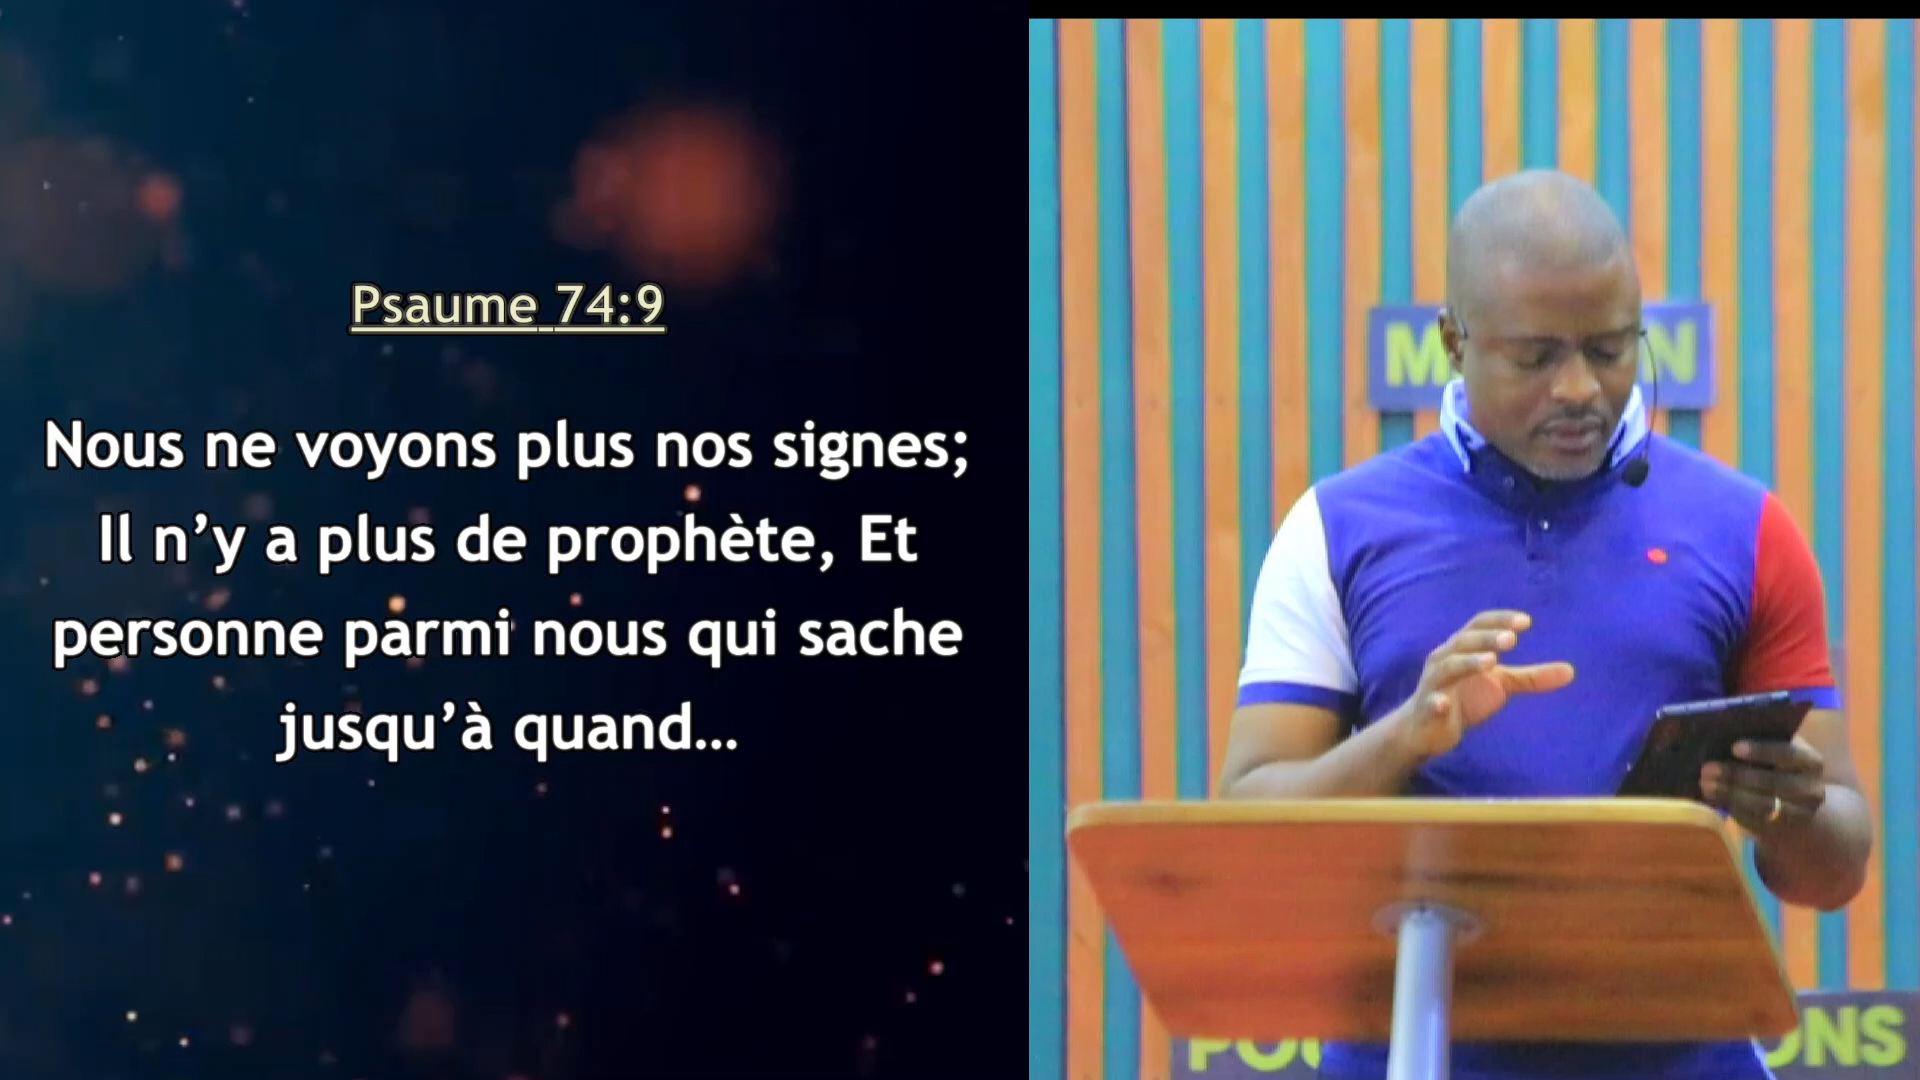 Psaume 74:9
Nous ne voyons plus nos signes;
Il n’y a plus de prophète, Et
personne parmi nous qui sache
jusqu’à quand…